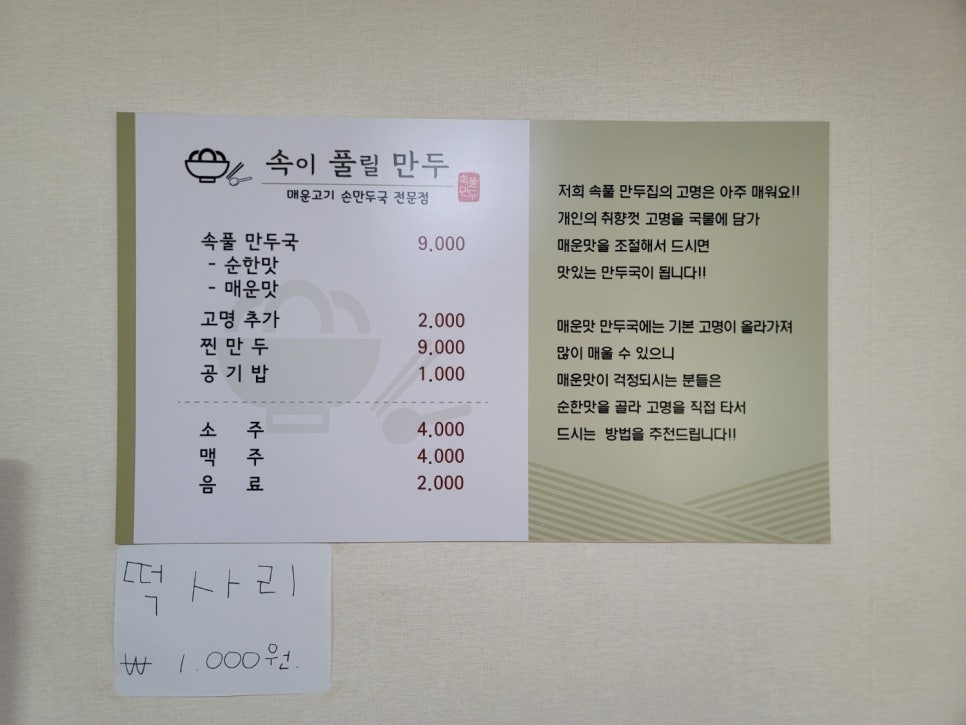 속이 풀릴 만두
매운고기 손만두국 전문점
속풀
만두
속풀 만두국 9.000
- 순한맛
- 매운맛
고명 추가 2.000
찐 만 두 9.000
공 기 밥 1.000
소 주 4.000
맥 주 4.000
음 료 2.000
저희 속풀 만두집의 고명은 아주 매워요!!
개인의 취향껏 고명을 국물에 담가
매운맛을 조절해서 드시면
맛있는 만두국이 됩니다!!
매운맛 만두국에는 기본 고명이 올라가져
많이 매울 수 있으니
매운맛이 걱정되시는 분들은
순한맛을 골라 고명을 직접 타서
드시는 방법을 추천드립니다!!
떡 사리
₩ 1.000원.